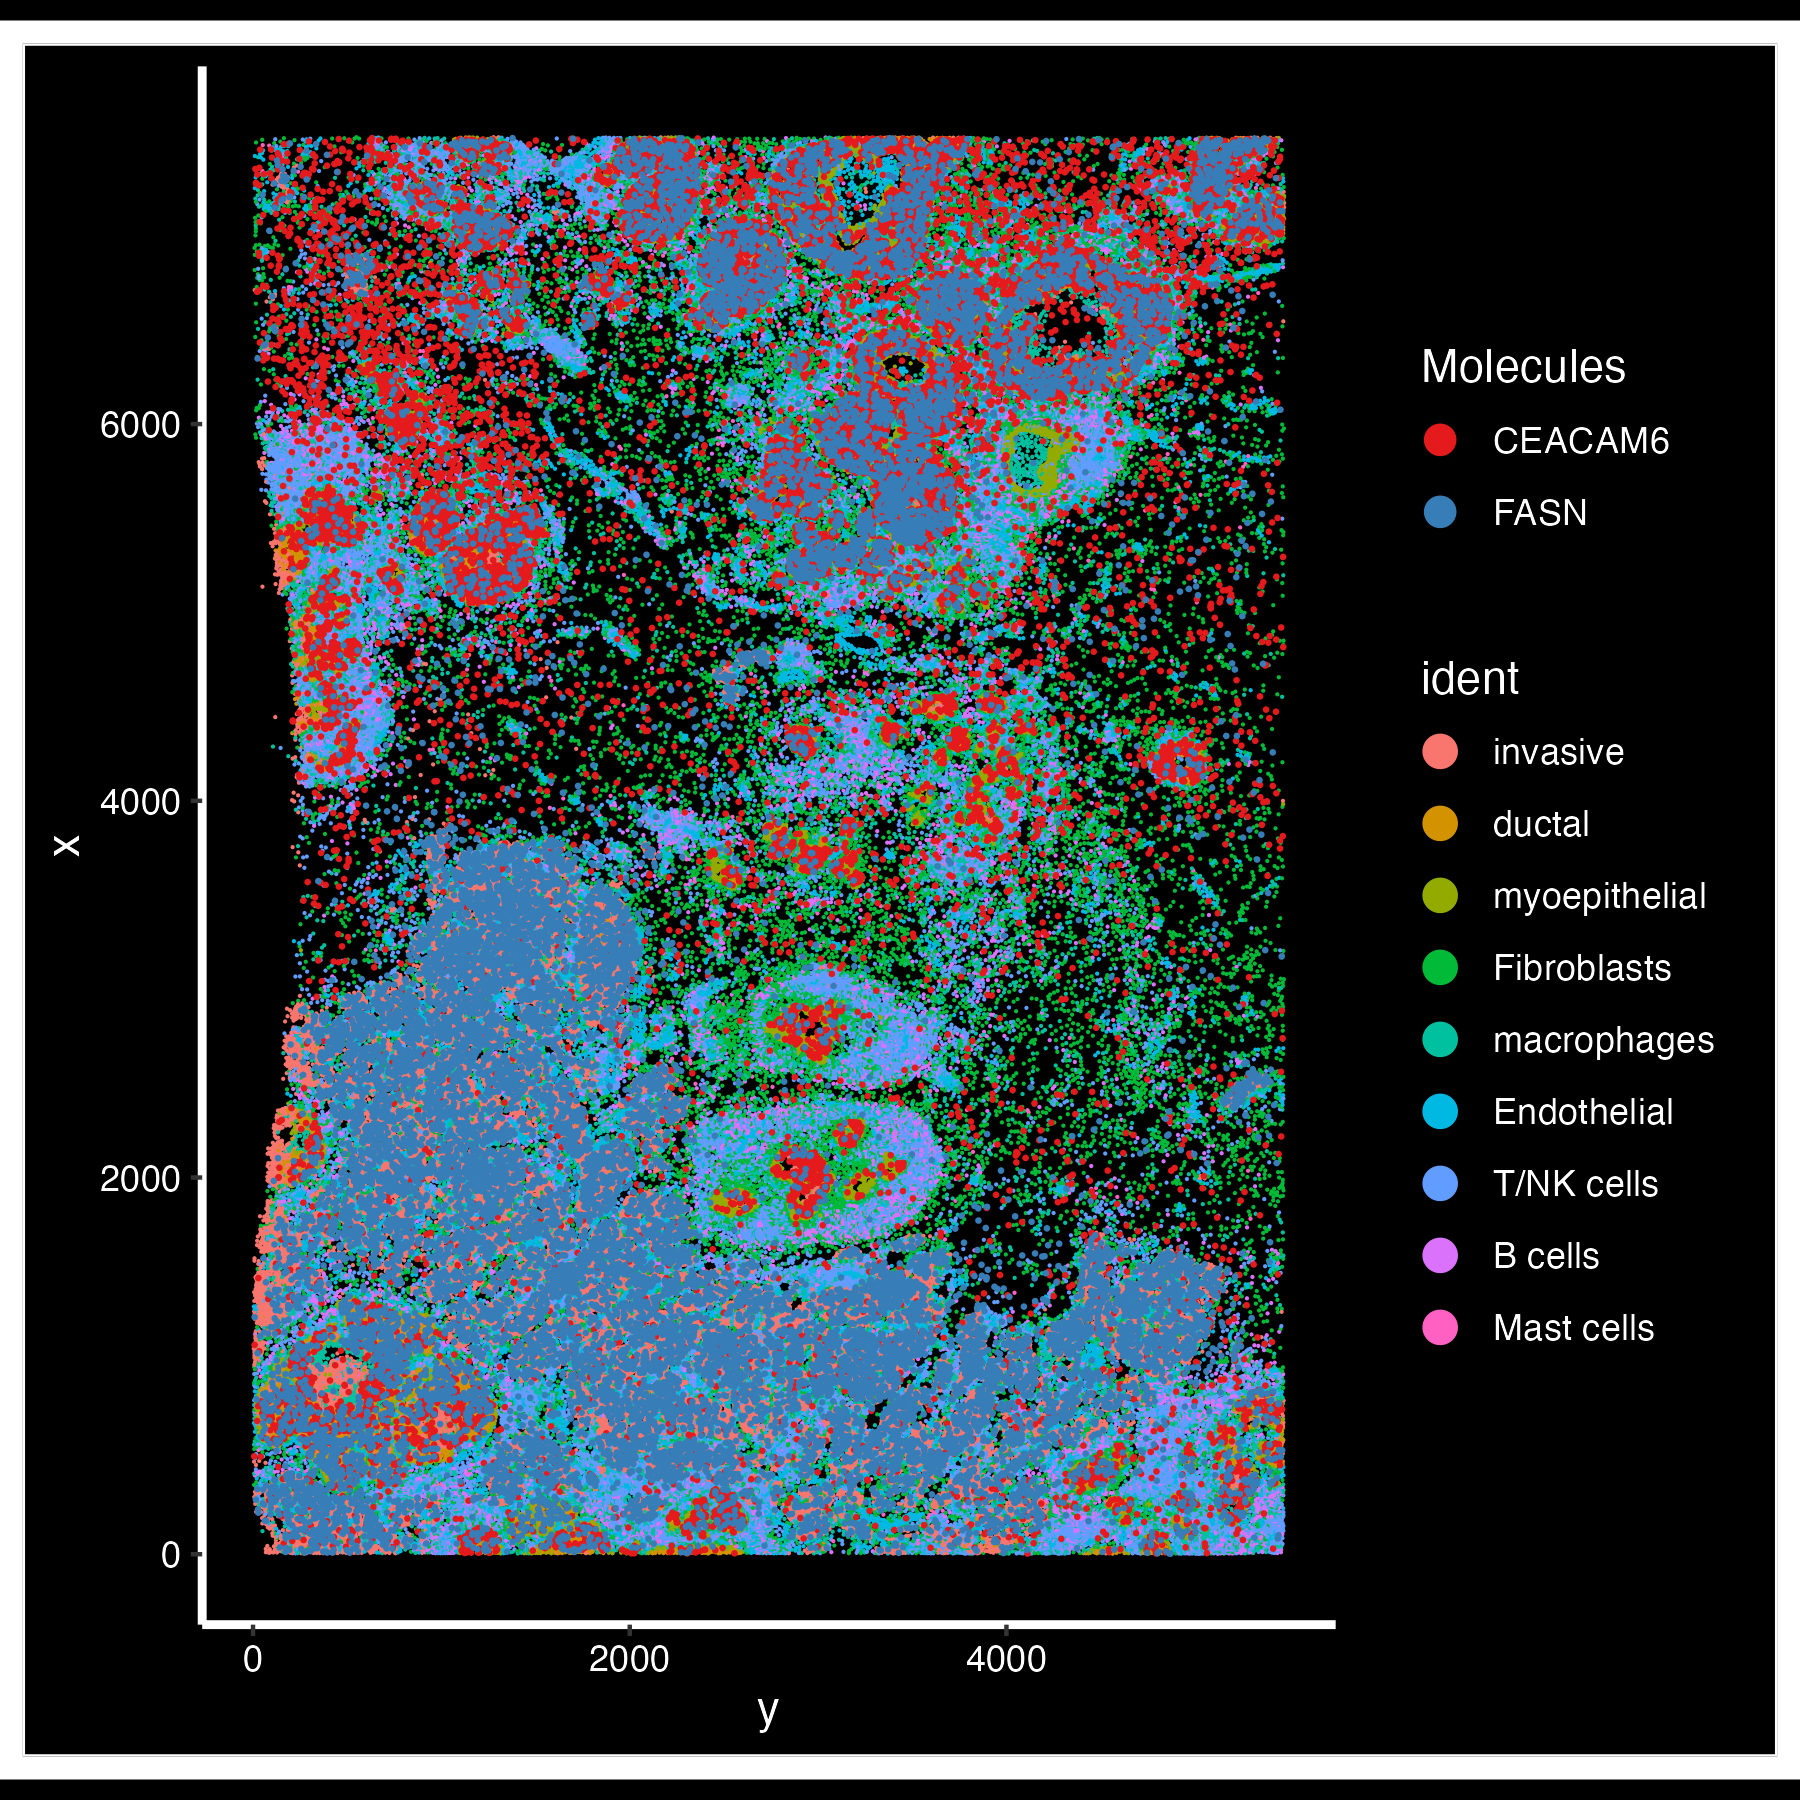 Molecules
CEACAM6
FASN
ident
invasive
ductal
myoepithelial
Fibroblasts
macrophages
Endothelial
T/NK cells
B cells
Mast cells
x
6000
4000
2000
0
0 2000 4000
y